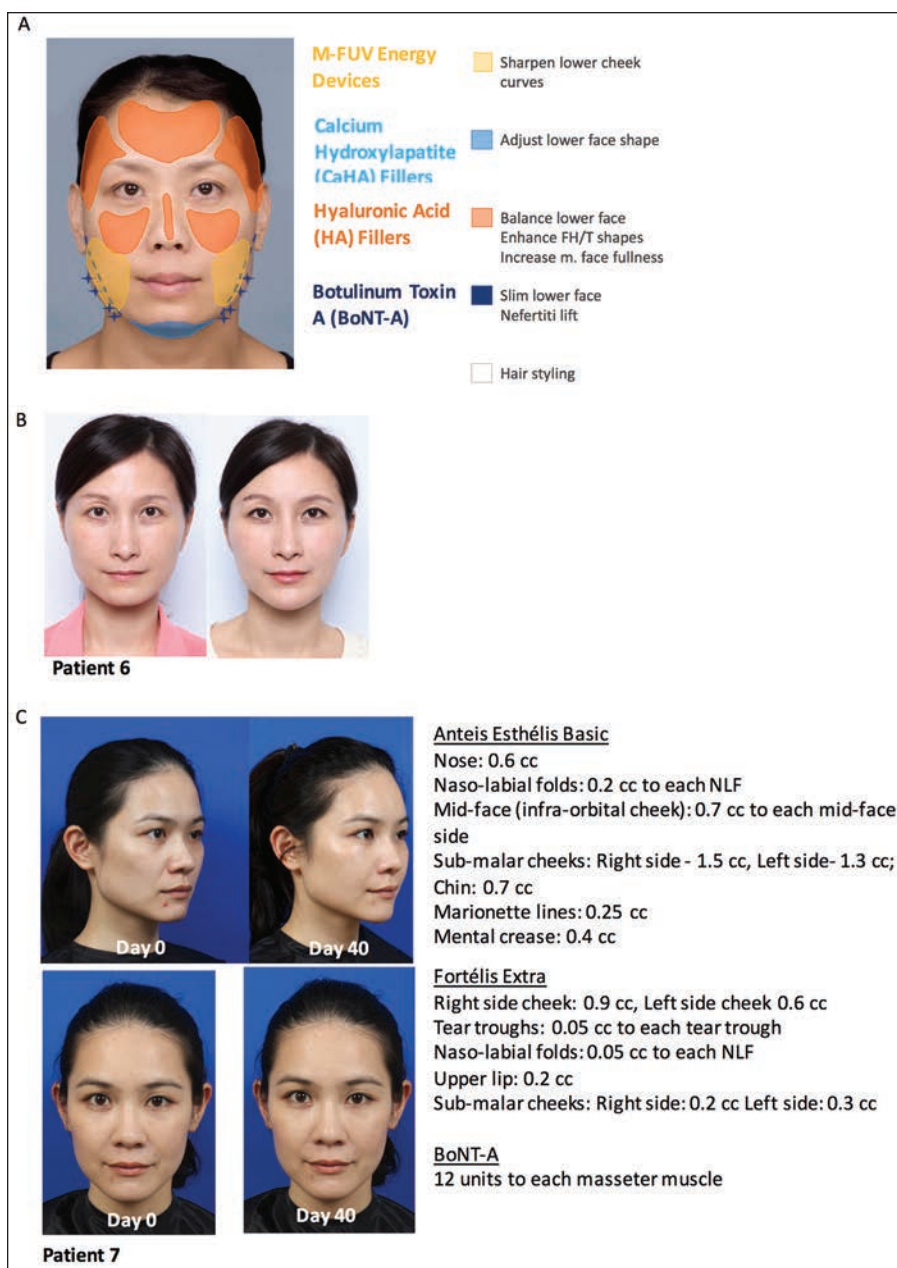 A
M-FUV Energy
Devices
Sharpen lower cheek
curves
Calcium
Hydroxylapatite
(CaHA) Fillers
Adjust lower face shape
Hyaluronic Acid
(HA) Fillers
Balance lower face
Enhance FH/T shapes
Increase m. face fullness
Botulinum Toxin
A (BoNT-A)
Slim lower face
Nefertiti lift
Hair styling
B
Patient 6
C
Day 0
Day 40
Day 0
Day 40
Patient 7
Anteis Esthélis Basic
Nose: 0.6 cc
Naso-labial folds: 0.2 cc to each NLF
Mid-face (infra-orbital cheek): 0.7 cc to each mid-face
side
Sub-malar cheeks: Right side - 1.5 cc, Left side- 1.3 cc;
Chin: 0.7 cc
Marionette lines: 0.25 cc
Mental crease: 0.4 cc
Fortélis Extra
Right side cheek: 0.9 cc, Left side cheek 0.6 cc
Tear troughs: 0.05 cc to each tear trough
Naso-labial folds: 0.05 cc to each NLF
Upper lip: 0.2 cc
Sub-malar cheeks: Right side: 0.2 cc Left side: 0.3 cc
BoNT-A
12 units to each masseter muscle